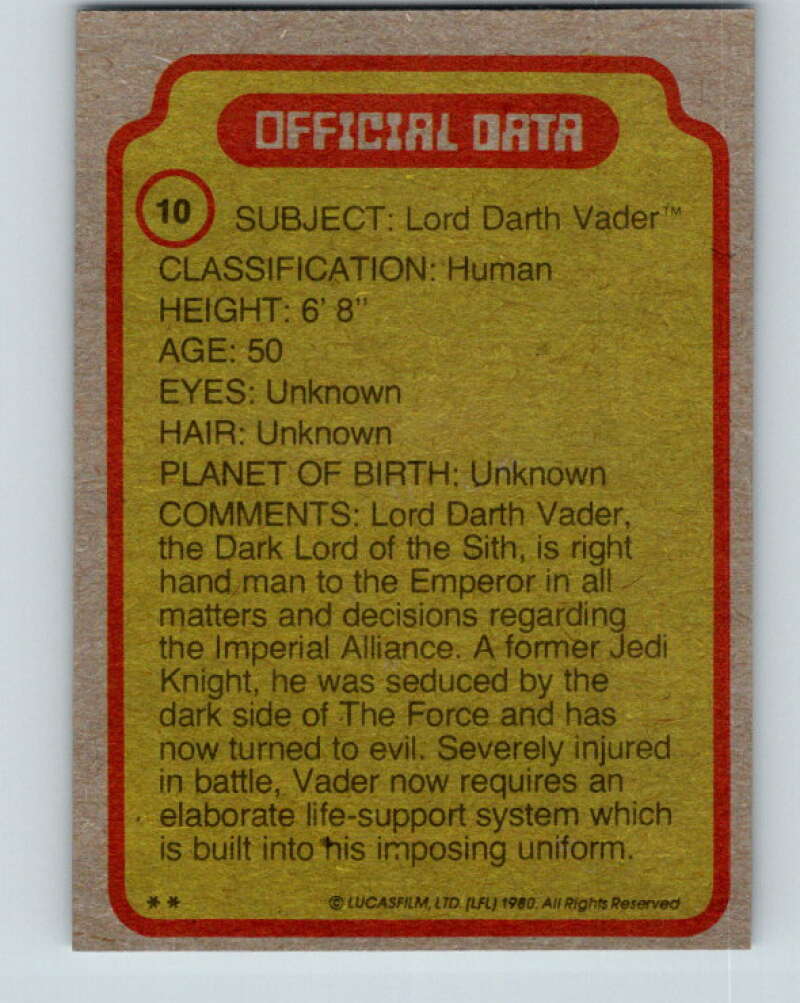 OFFICIAL DATA
10 SUBJECT: Lord Darth Vader™
CLASSIFICATION: Human
HEIGHT: 6' 8"
AGE: 50
EYES: Unknown
HAIR: Unknown
PLANET OF BIRTH: Unknown
COMMENTS: Lord Darth Vader,
the Dark Lord of the Sith, is right
hand man to the Emperor in all
matters and decisions regarding
the Imperial Alliance. A former Jedi
Knight, he was seduced by the
dark side of The Force and has
now turned to evil. Severely injured
in battle, Vader now requires an
elaborate life-support system which
is built into his imposing uniform.
** © LUCASFILM, LTD. (LFL) 1980. All Rights Reserved